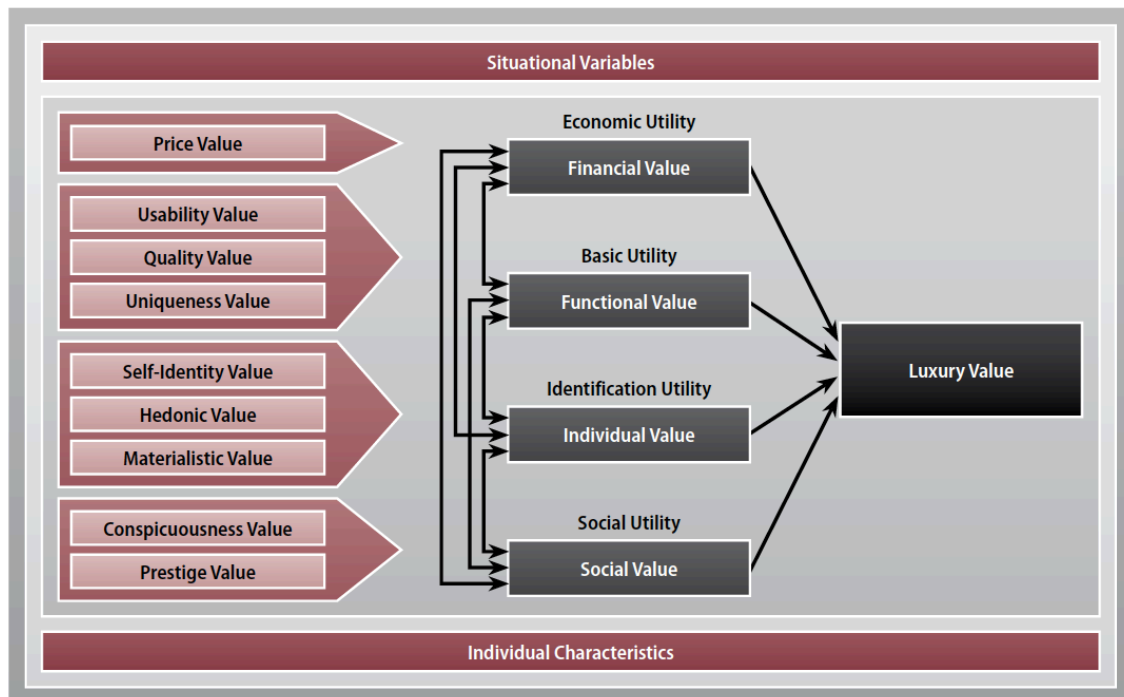 Situational Variables
Price Value
Usability Value
Quality Value
Uniqueness Value
Self-Identity Value
Hedonic Value
Materialistic Value
Conspicuousness Value
Prestige Value
Economic Utility
Financial Value
Basic Utility
Functional Value
Identification Utility
Individual Value
Social Utility
Social Value
Luxury Value
Individual Characteristics